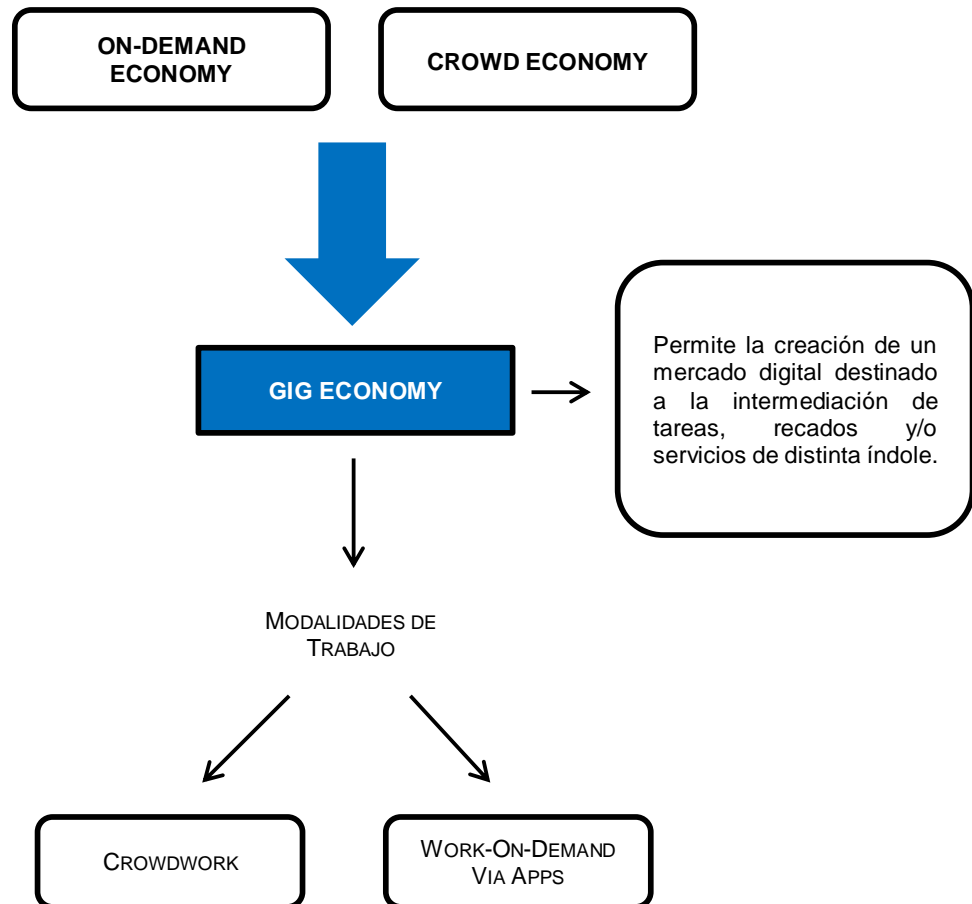 ON-DEMAND
ECONOMY
CROWD ECONOMY
GIG ECONOMY
Permite la creación de un
mercado digital destinado
a la intermediación de
tareas, recados y/o
servicios de distinta índole.
MODALIDADES DE
TRABAJO
CROWDWORK
WORK-ON-DEMAND
VIA APPS